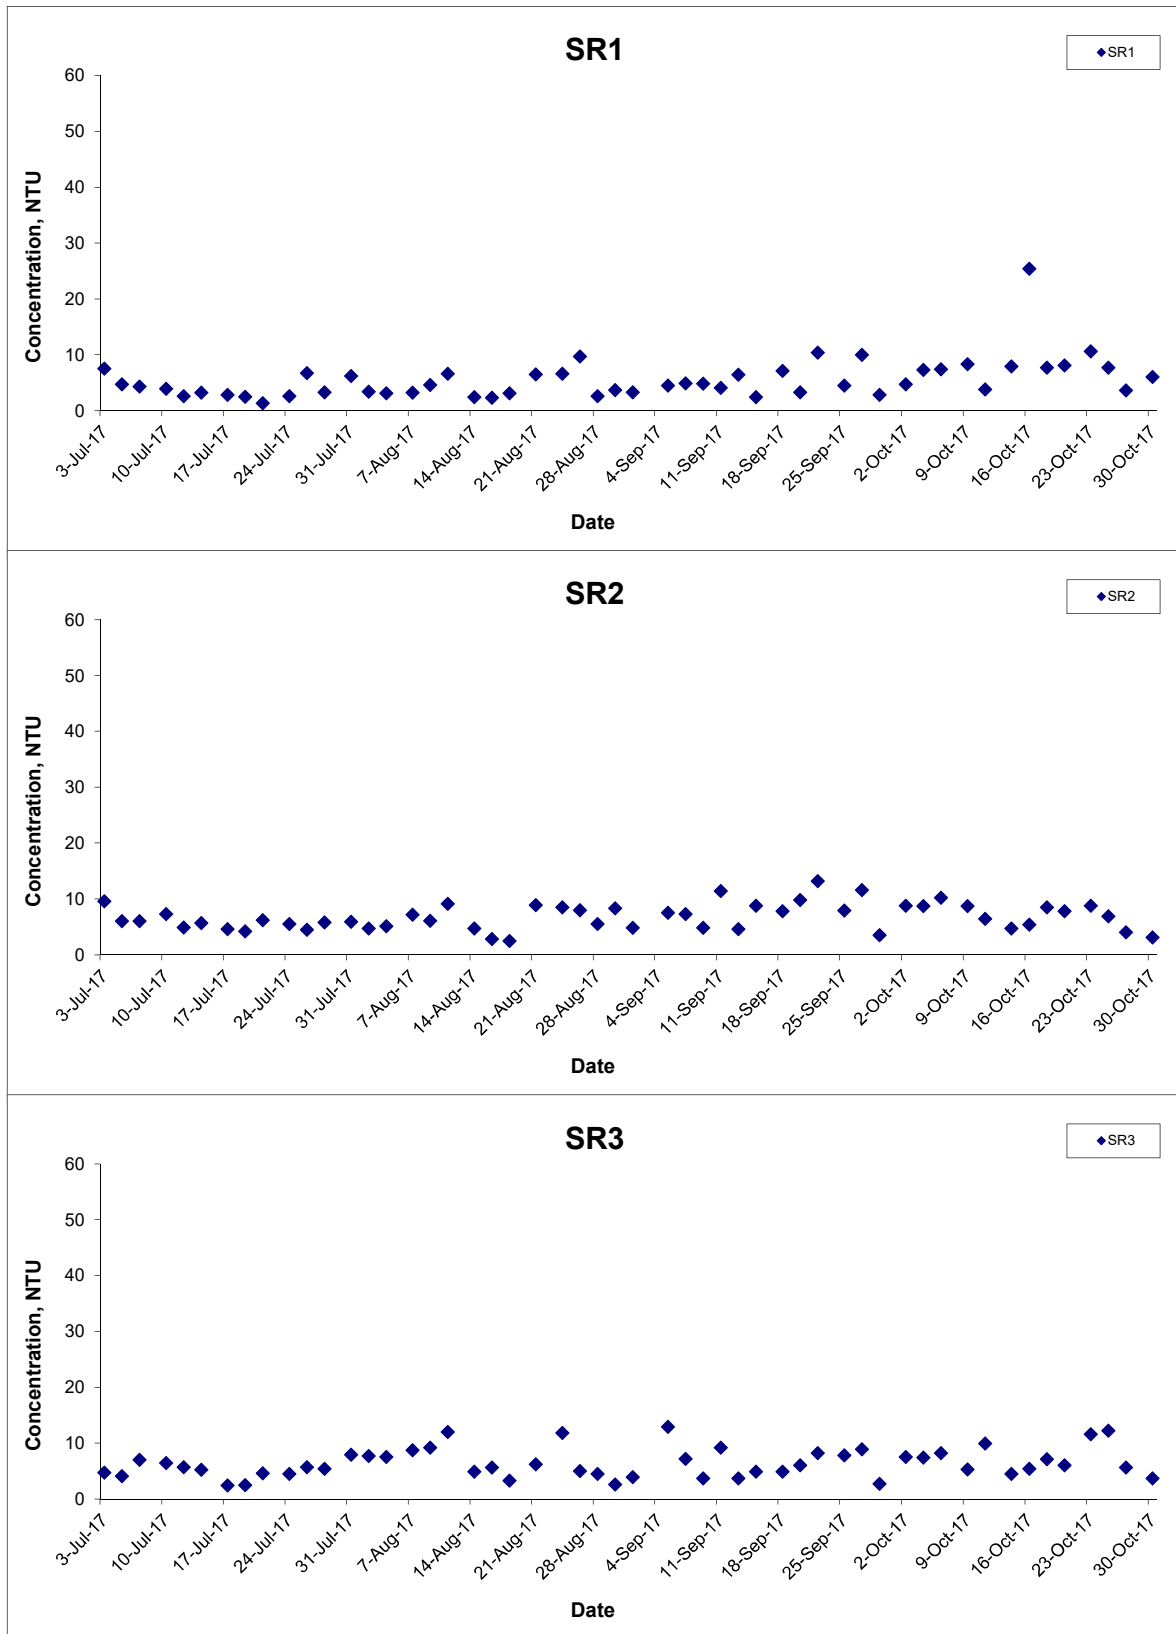 SR1
SR1
60
50
40
30
20
10
0
Concentration, NTU
3-Jul-17
10-Jul-17
17-Jul-17
24-Jul-17
31-Jul-17
7-Aug-17
14-Aug-17
21-Aug-17
28-Aug-17
4-Sep-17
11-Sep-17
18-Sep-17
25-Sep-17
2-Oct-17
9-Oct-17
16-Oct-17
23-Oct-17
30-Oct-17
Date
SR2
SR2
60
50
40
30
20
10
0
Concentration, NTU
3-Jul-17
10-Jul-17
17-Jul-17
24-Jul-17
31-Jul-17
7-Aug-17
14-Aug-17
21-Aug-17
28-Aug-17
4-Sep-17
11-Sep-17
18-Sep-17
25-Sep-17
2-Oct-17
9-Oct-17
16-Oct-17
23-Oct-17
30-Oct-17
Date
SR3
SR3
60
50
40
30
20
10
0
Concentration, NTU
3-Jul-17
10-Jul-17
17-Jul-17
24-Jul-17
31-Jul-17
7-Aug-17
14-Aug-17
21-Aug-17
28-Aug-17
4-Sep-17
11-Sep-17
18-Sep-17
25-Sep-17
2-Oct-17
9-Oct-17
16-Oct-17
23-Oct-17
30-Oct-17
Date